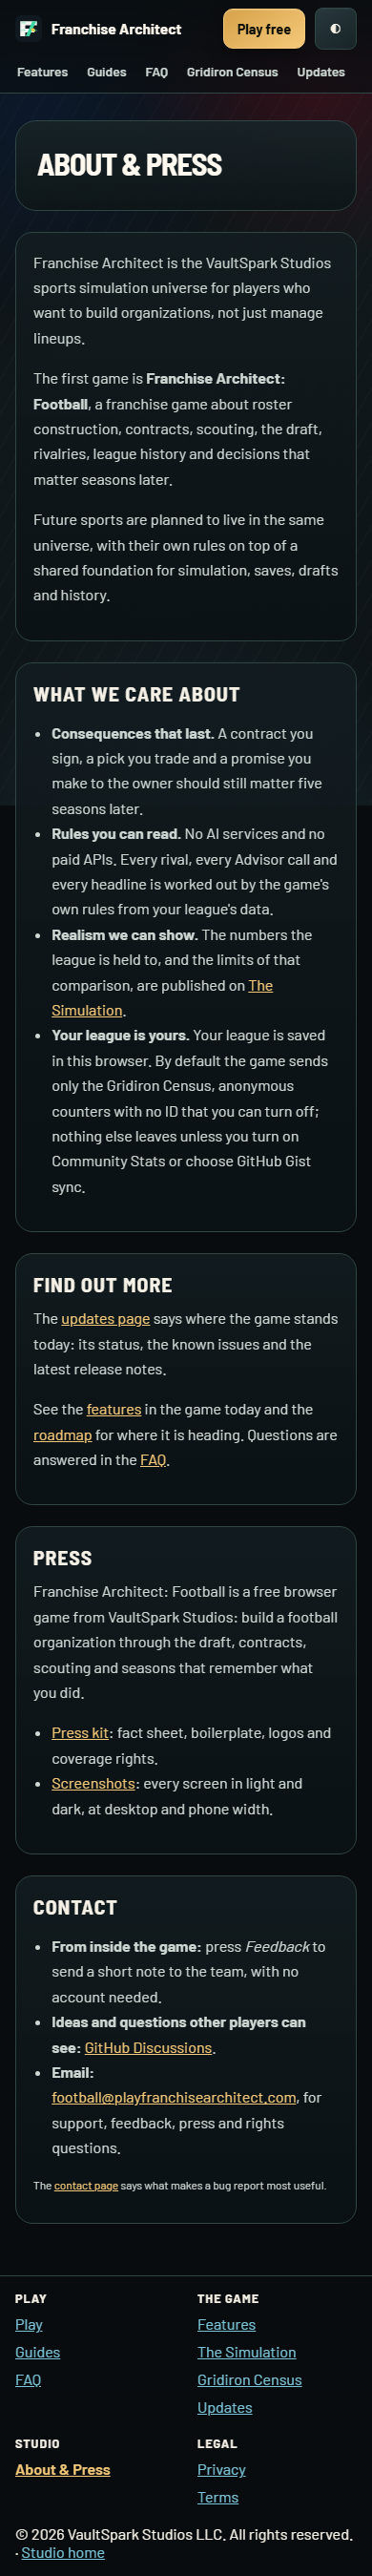 Franchise Architect
Play free
Features Guides FAQ Gridiron Census Updates
ABOUT & PRESS
Franchise Architect is the VaultSpark Studios
sports simulation universe for players who
want to build organizations, not just manage
lineups.
The first game is Franchise Architect:
Football, a franchise game about roster
construction, contracts, scouting, the draft,
rivalries, league history and decisions that
matter seasons later.
Future sports are planned to live in the same
universe, with their own rules on top of a
shared foundation for simulation, saves, drafts
and history.
WHAT WE CARE ABOUT
• Consequences that last. A contract you
sign, a pick you trade and a promise you
make to the owner should still matter five
seasons later.
• Rules you can read. No AI services and no
paid APIs. Every rival, every Advisor call and
every headline is worked out by the game's
own rules from your league's data.
• Realism we can show. The numbers the
league is held to, and the limits of that
comparison, are published on The
Simulation.
• Your league is yours. Your league is saved
in this browser. By default the game sends
only the Gridiron Census, anonymous
counters with no ID that you can turn off;
nothing else leaves unless you turn on
Community Stats or choose GitHub Gist
sync.
FIND OUT MORE
The updates page says where the game stands
today: its status, the known issues and the
latest release notes.
See the features in the game today and the
roadmap for where it is heading. Questions are
answered in the FAQ.
PRESS
Franchise Architect: Football is a free browser
game from VaultSpark Studios: build a football
organization through the draft, contracts,
scouting and seasons that remember what
you did.
• Press kit: fact sheet, boilerplate, logos and
coverage rights.
• Screenshots: every screen in light and
dark, at desktop and phone width.
CONTACT
• From inside the game: press Feedback to
send a short note to the team, with no
account needed.
• Ideas and questions other players can
see: GitHub Discussions.
• Email:
football@playfranchisearchitect.com, for
support, feedback, press and rights
questions.
The contact page says what makes a bug report most useful.
PLAY
Play
Guides
FAQ
THE GAME
Features
The Simulation
Gridiron Census
Updates
STUDIO
About & Press
LEGAL
Privacy
Terms
© 2026 VaultSpark Studios LLC. All rights reserved.
· Studio home